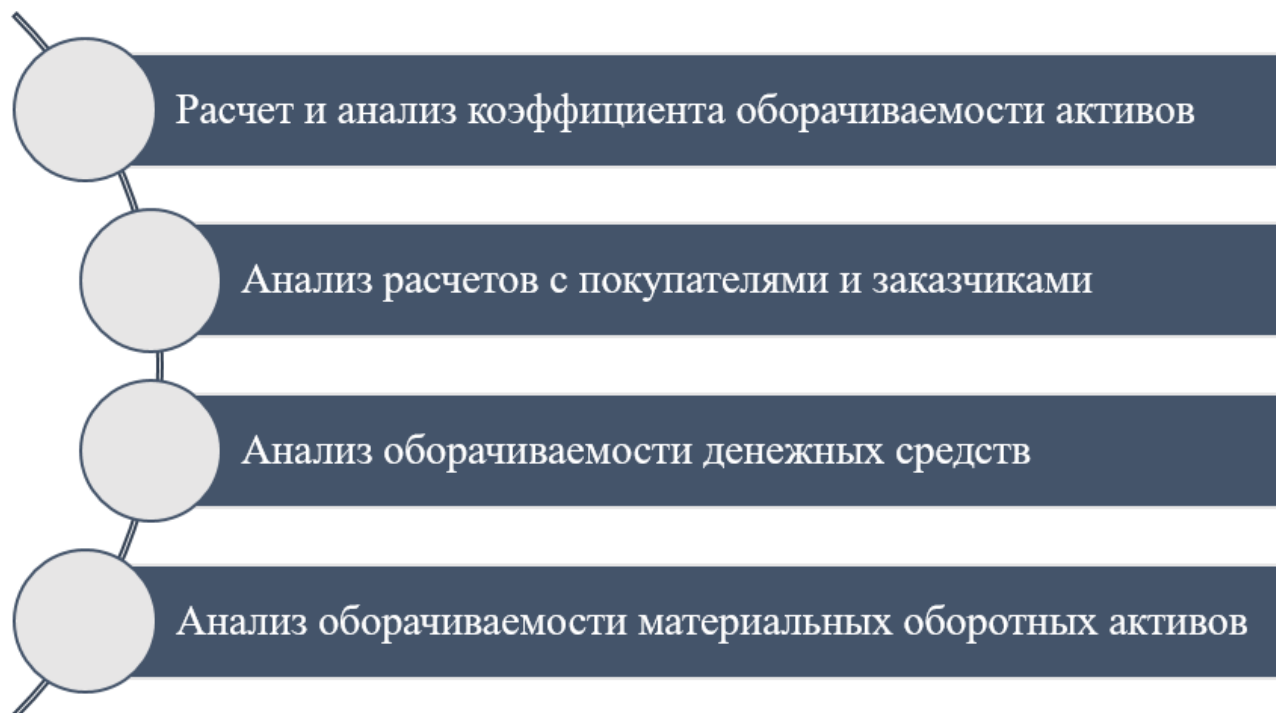 Расчет и анализ коэффициента оборачиваемости активов
Анализ расчетов с покупателями и заказчиками
Анализ оборачиваемости денежных средств
Анализ оборачиваемости материальных оборотных активов